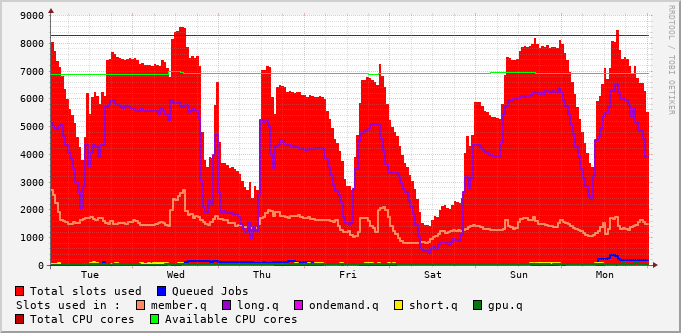 RRDTOOL / TOBI OETIKER
9000
8000
7000
6000
5000
4000
3000
2000
1000
0
Tue Wed Thu Fri Sat Sun Mon
Total slots used Queued Jobs
Slots used in : member.q long.q ondemand.q short.q gpu.q
Total CPU cores Available CPU cores